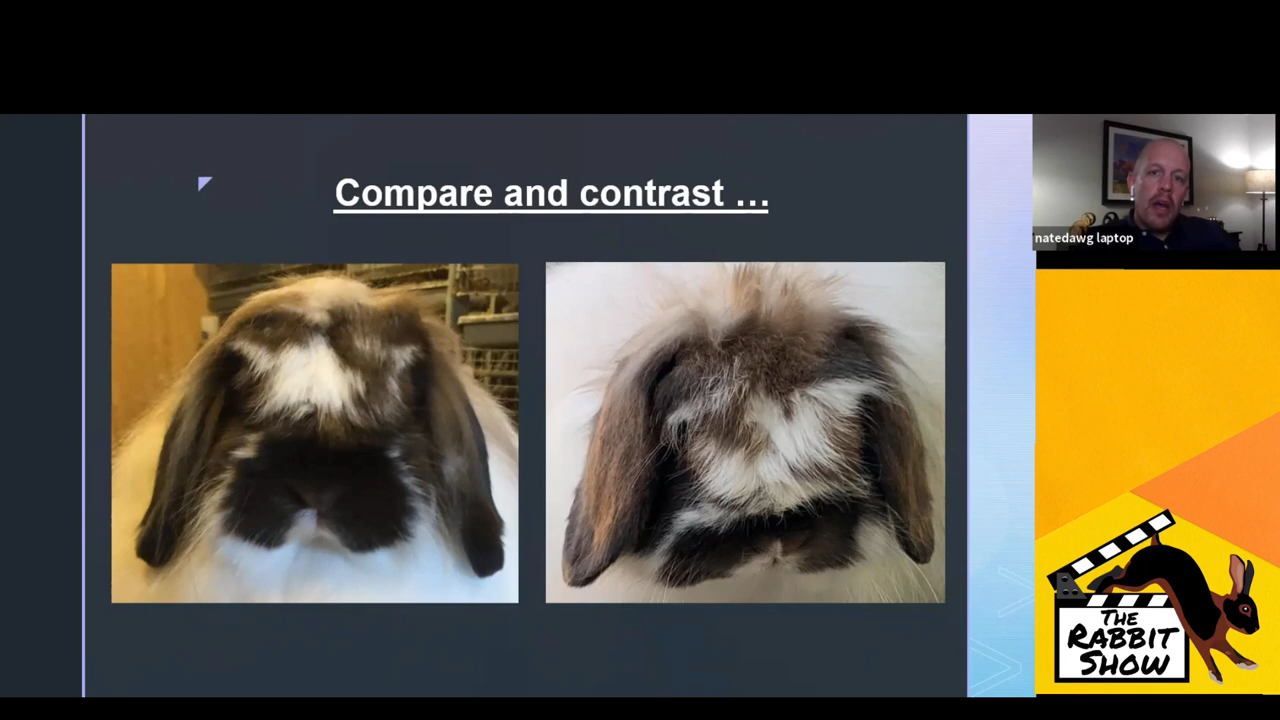 Compare and contrast ...
natedawg laptop
THE
RABBIT
SHOW